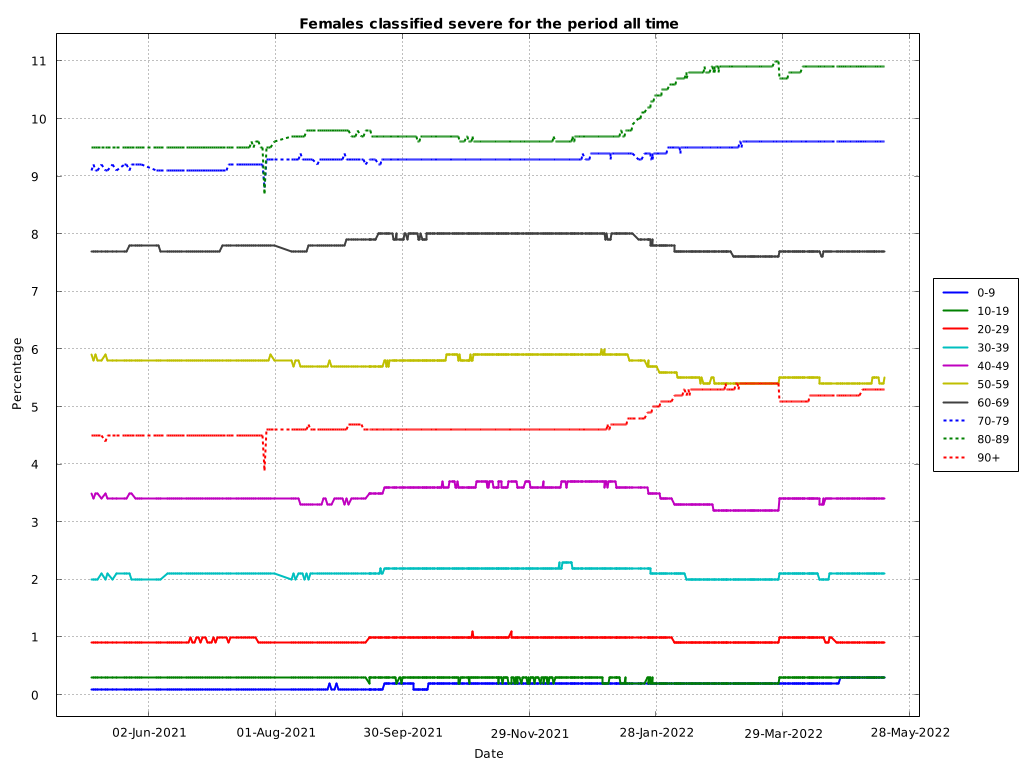 Females classified severe for the period all time
11
10
9
8
7
6
5
4
3
2
1
0
Percentage
02-Jun-2021
01-Aug-2021
30-Sep-2021
29-Nov-2021
28-Jan-2022
29-Mar-2022
28-May-2022
Date
0-9
10-19
20-29
30-39
40-49
50-59
60-69
70-79
80-89
90+